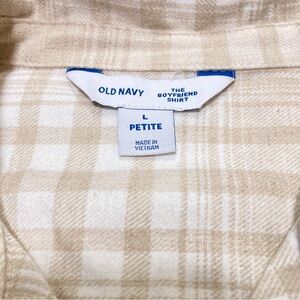 OLD NAVY
THE
BOYFRIEND
SHIRT
L
PETITE
MADE IN
VIETNAM